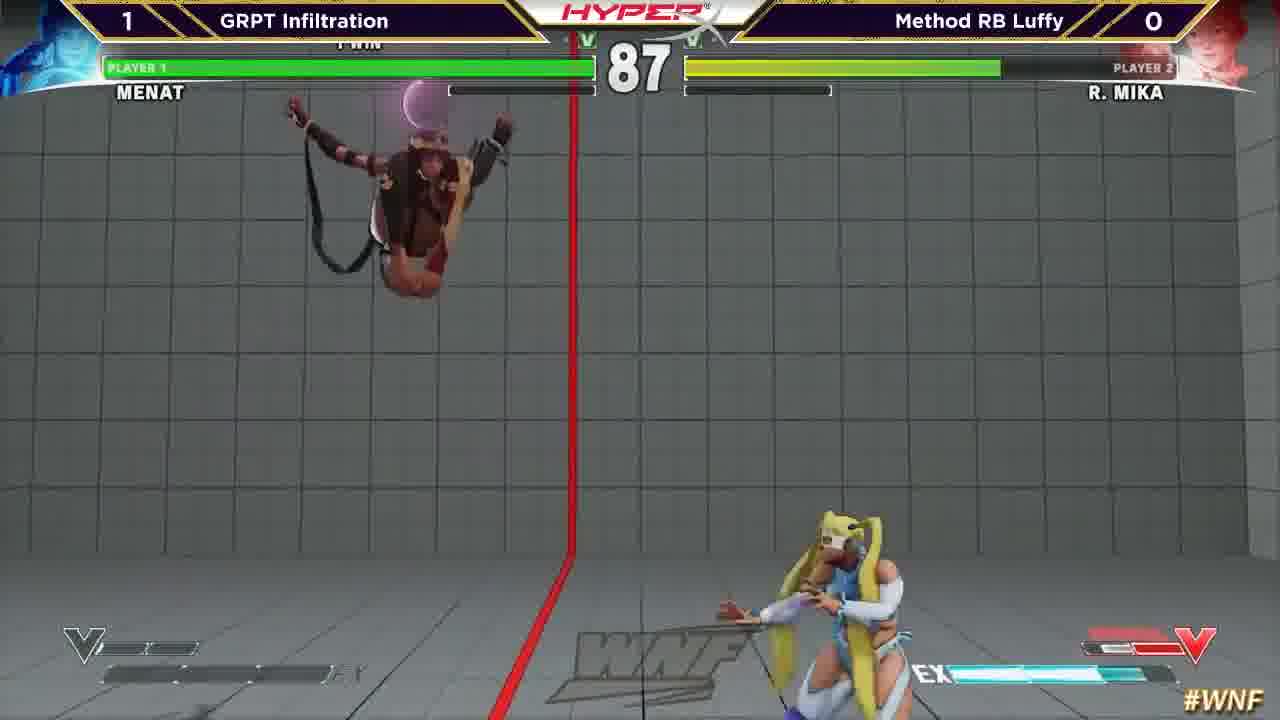 1 GRPT Infiltration HYPERX Method RB Luffy 0
1 WIN V 87 V
PLAYER 1 PLAYER 2
MENAT R. MIKA
WNF
V V
EX EX
#WNF